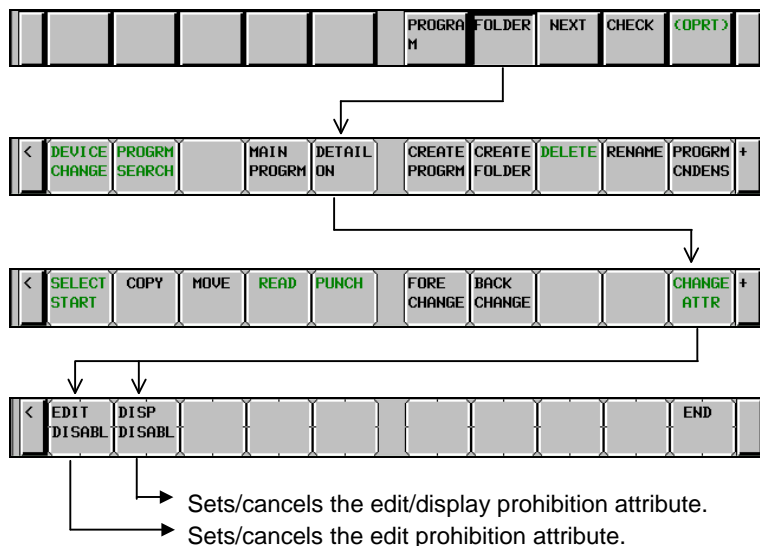 PROGRA FOLDER NEXT CHECK (OPRT)
M
< DEVICE PROGRM MAIN DETAIL CREATE CREATE DELETE RENAME PROGRM +
CHANGE SEARCH PROGRM ON PROGRM FOLDER CNDENS
< SELECT COPY MOVE READ PUNCH FORE BACK CHANGE +
START CHANGE CHANGE ATTR
< EDIT DISP END
DISABL DISABL
Sets/cancels the edit/display prohibition attribute.
Sets/cancels the edit prohibition attribute.